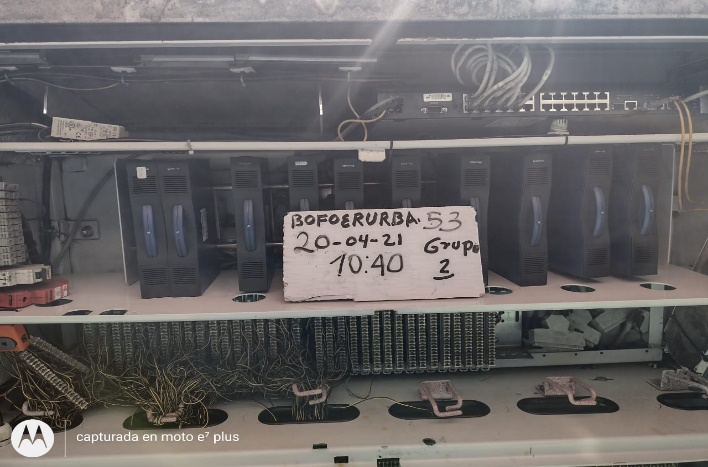 BOFOERURBA. 53
20-04-21 Grupo
10:40 2
capturada en moto e⁷ plus